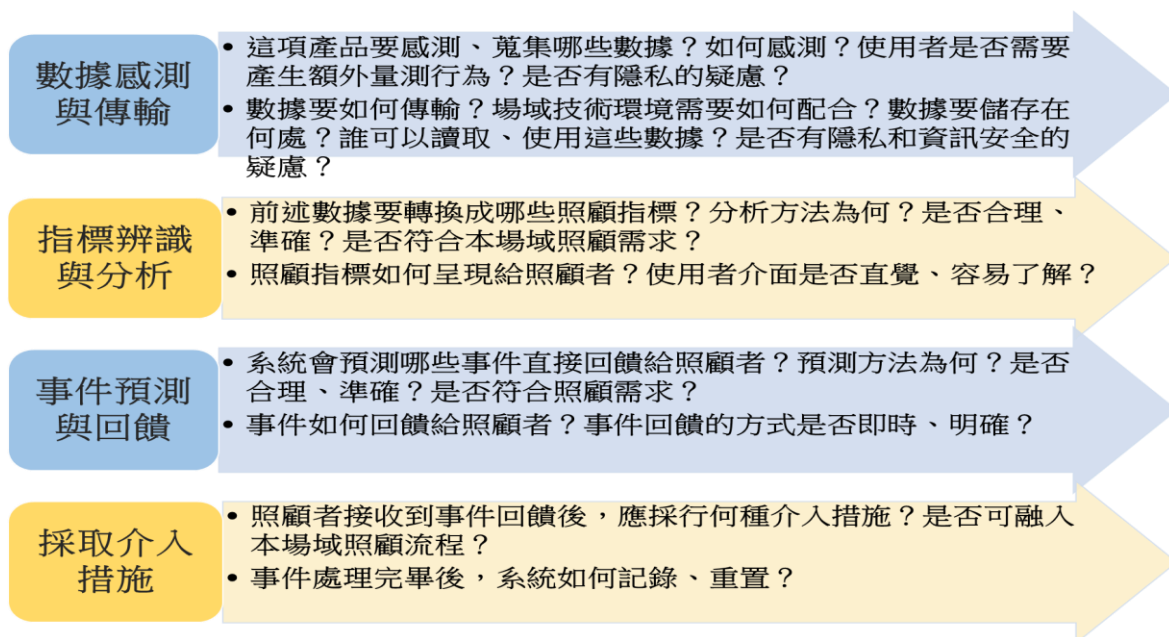 數據感測
與傳輸
• 這項產品要感測、蒐集哪些數據？如何感測？使用者是否需要
產生額外量測行為？是否有隱私的疑慮？
• 數據要如何傳輸？場域技術環境需要如何配合？數據要儲存在
何處？誰可以讀取、使用這些數據？是否有隱私和資訊安全的
疑慮？
指標辨識
與分析
• 前述數據要轉換成哪些照顧指標？分析方法為何？是否合理、
準確？是否符合本場域照顧需求？
• 照顧指標如何呈現給照顧者？使用者介面是否直覺、容易了解？
事件預測
與回饋
• 系統會預測哪些事件直接回饋給照顧者？預測方法為何？是否
合理、準確？是否符合照顧需求？
• 事件如何回饋給照顧者？事件回饋的方式是否即時、明確？
採取介入
措施
• 照顧者接收到事件回饋後，應採行何種介入措施？是否可融入
本場域照顧流程？
• 事件處理完畢後，系統如何記錄、重置？